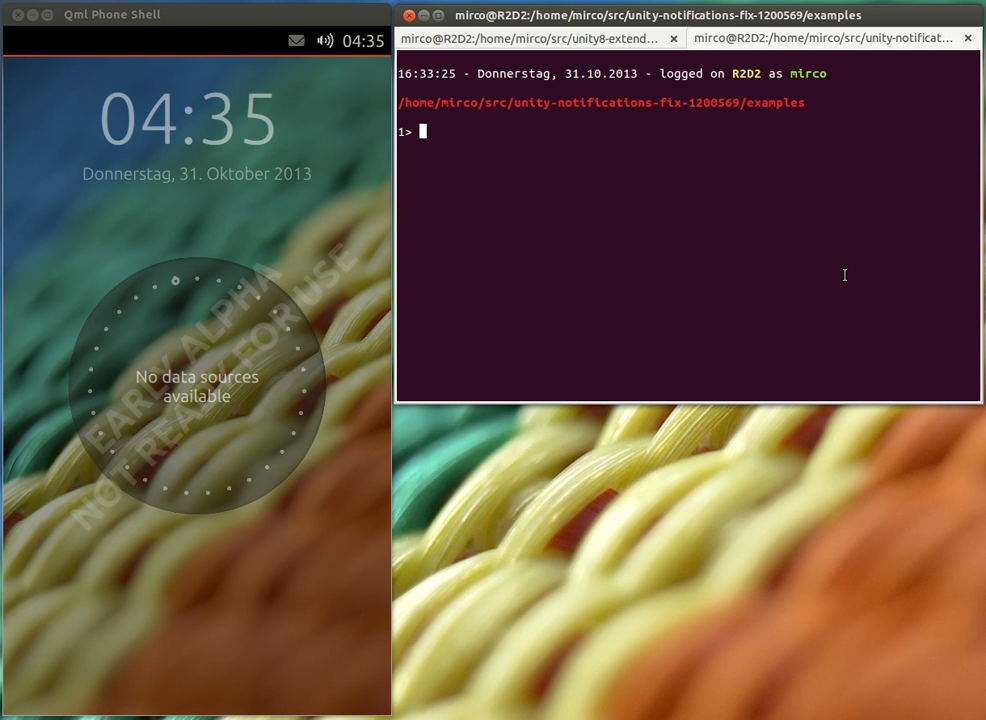 Qml Phone Shell
04:35
04:35
Donnerstag, 31. Oktober 2013
No data sources
available
EARLY ALPHA
NOT READY FOR USE
mirco@R2D2:/home/mirco/src/unity-notifications-fix-1200569/examples
mirco@R2D2:/home/mirco/src/unity8-extend...
mirco@R2D2:/home/mirco/src/unity-notificat...
16:33:25 - Donnerstag, 31.10.2013 - logged on R2D2 as mirco
/home/mirco/src/unity-notifications-fix-1200569/examples
1>